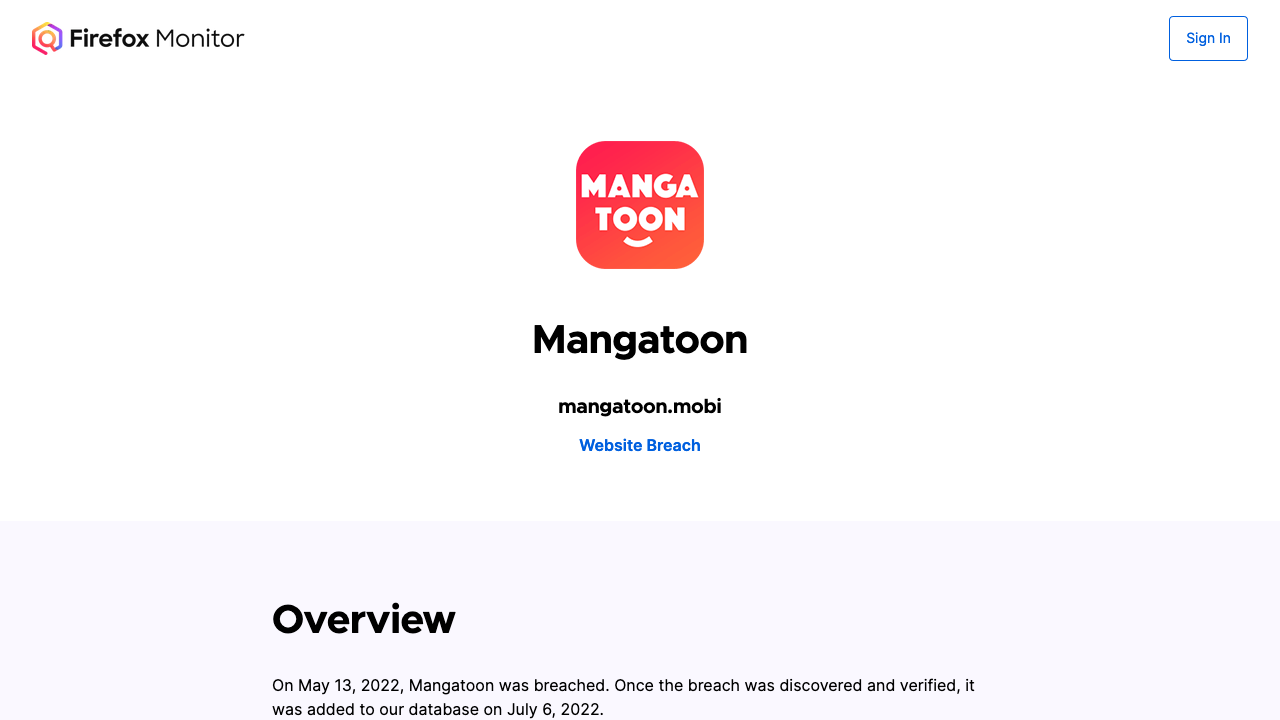 Firefox Monitor
Sign In
MANGA
TOON
Mangatoon
mangatoon.mobi
Website Breach
Overview
On May 13, 2022, Mangatoon was breached. Once the breach was discovered and verified, it
was added to our database on July 6, 2022.